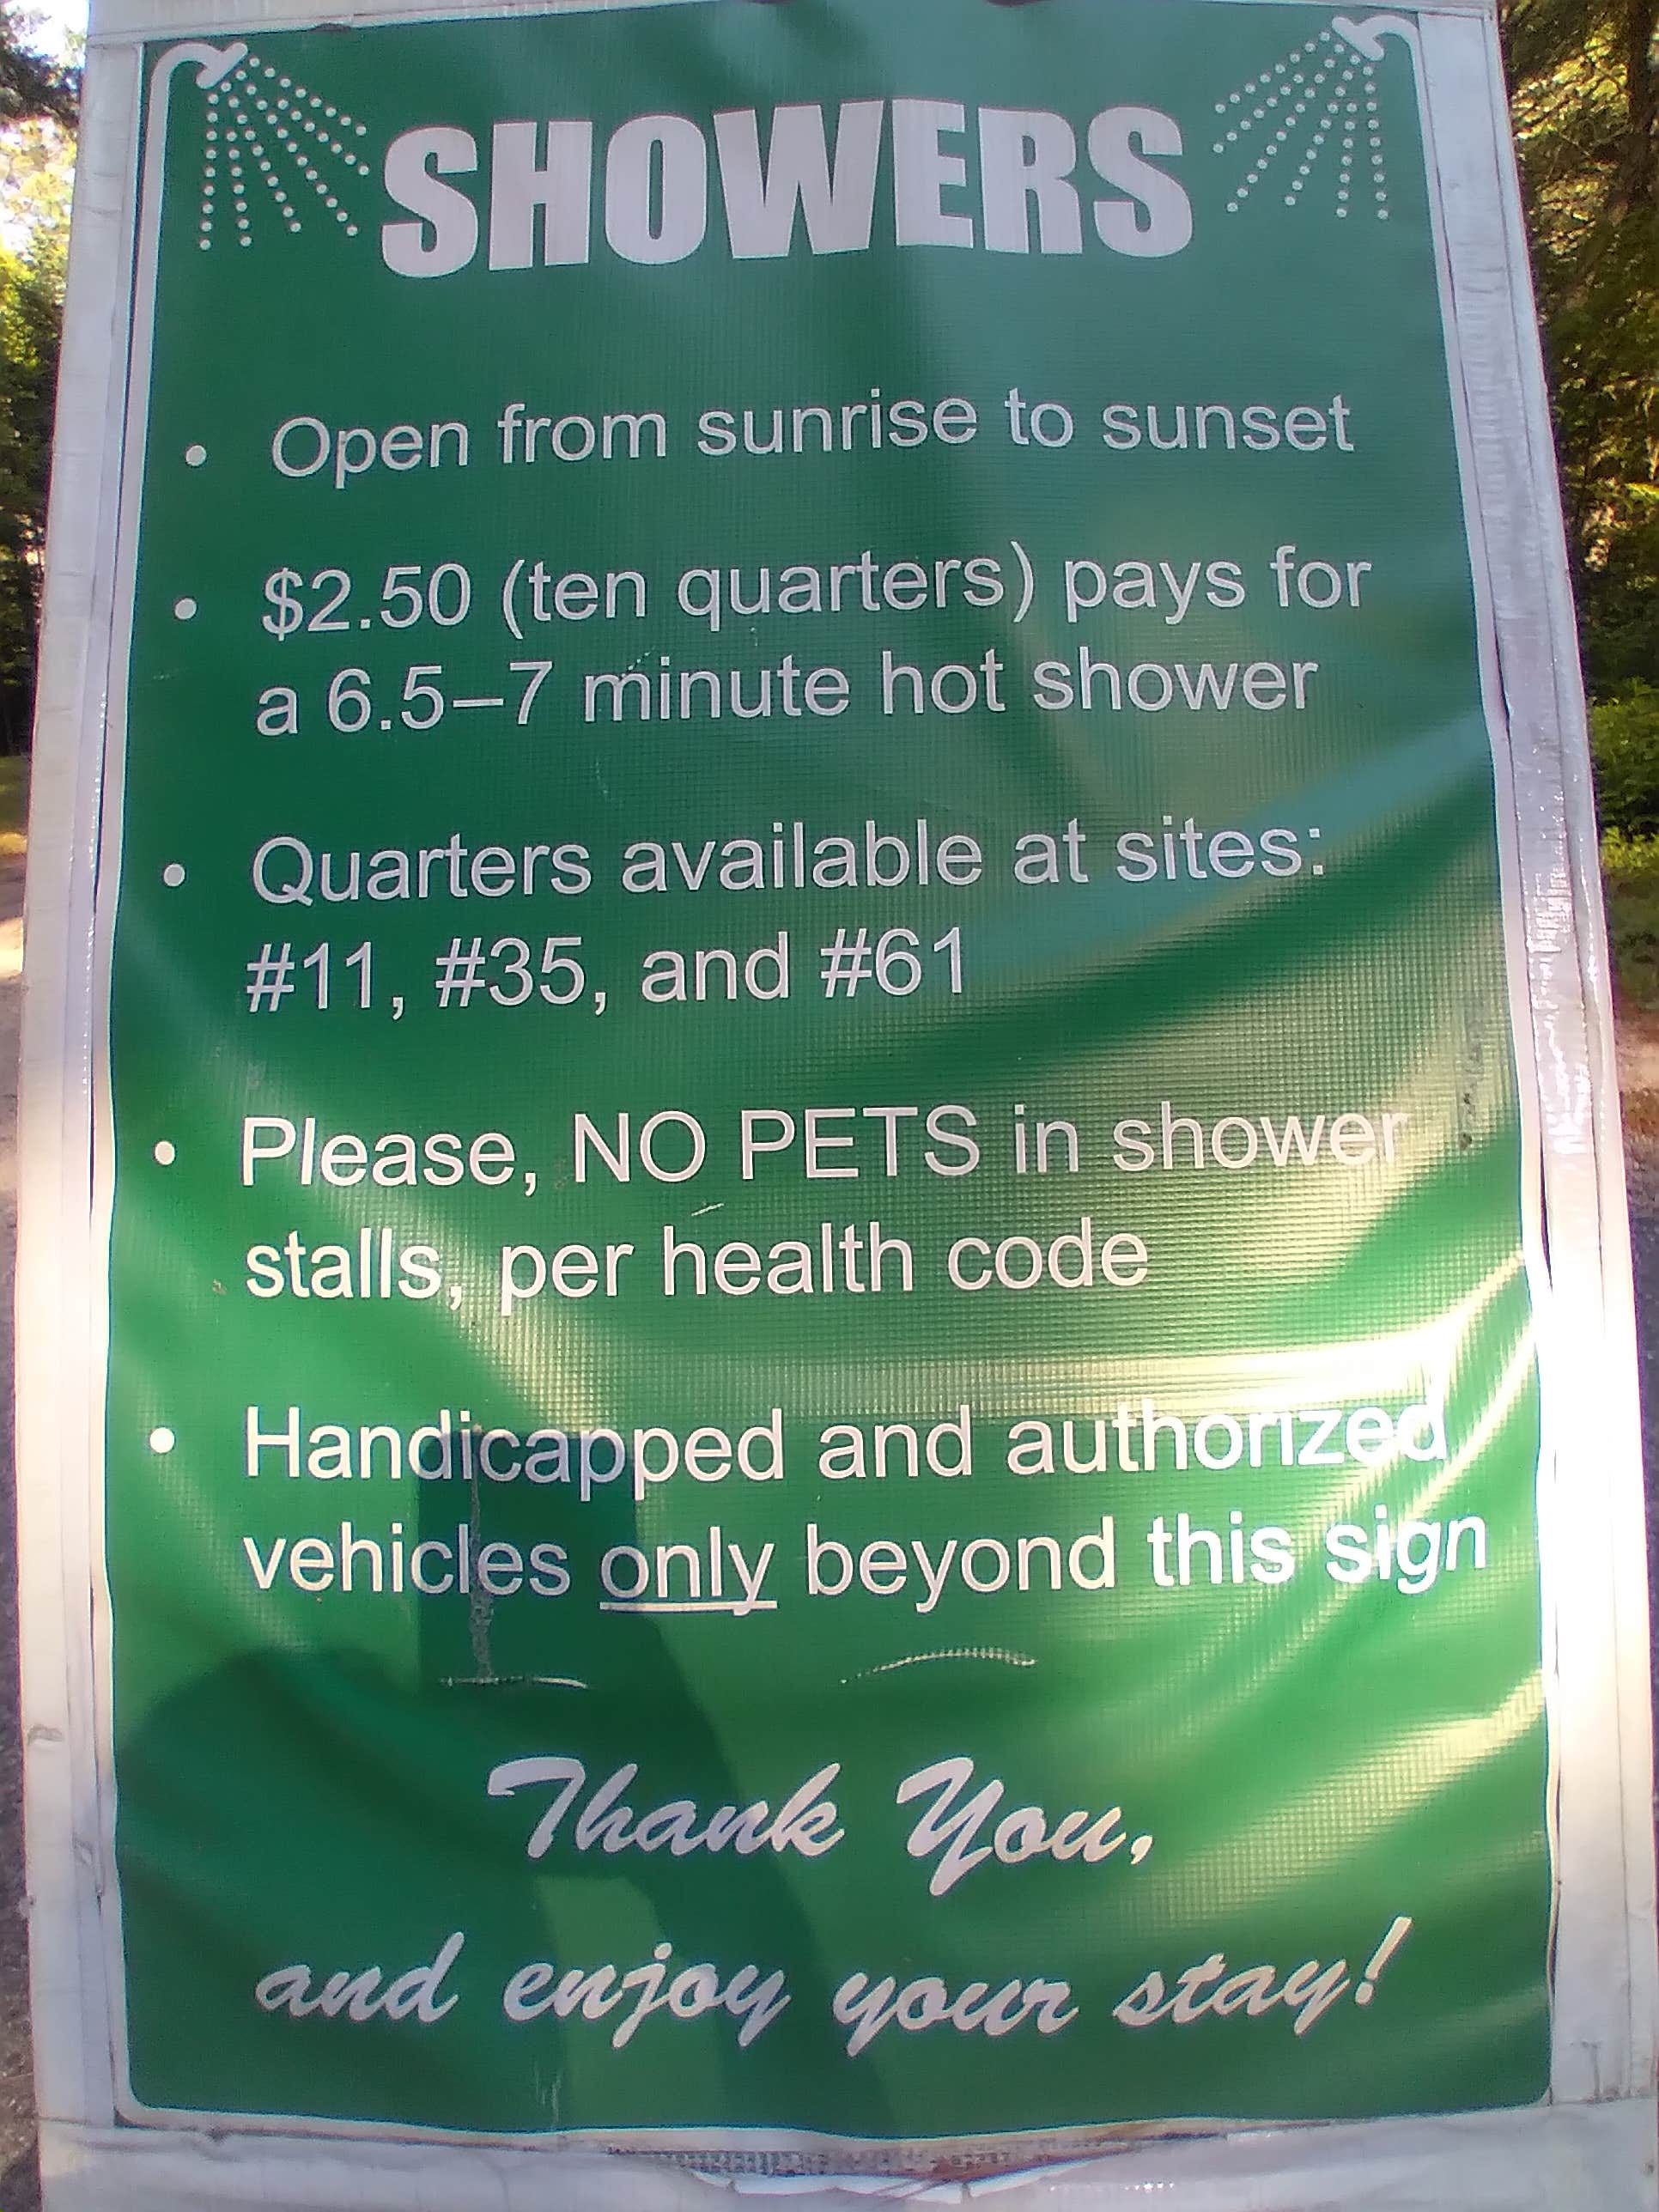 SHOWERS
• Open from sunrise to sunset
• $2.50 (ten quarters) pays for
a 6.5–7 minute hot shower
• Quarters available at sites:
#11, #35, and #61
• Please, NO PETS in shower
stalls, per health code
• Handicapped and authorized
vehicles only beyond this sign
Thank You,
and enjoy your stay!